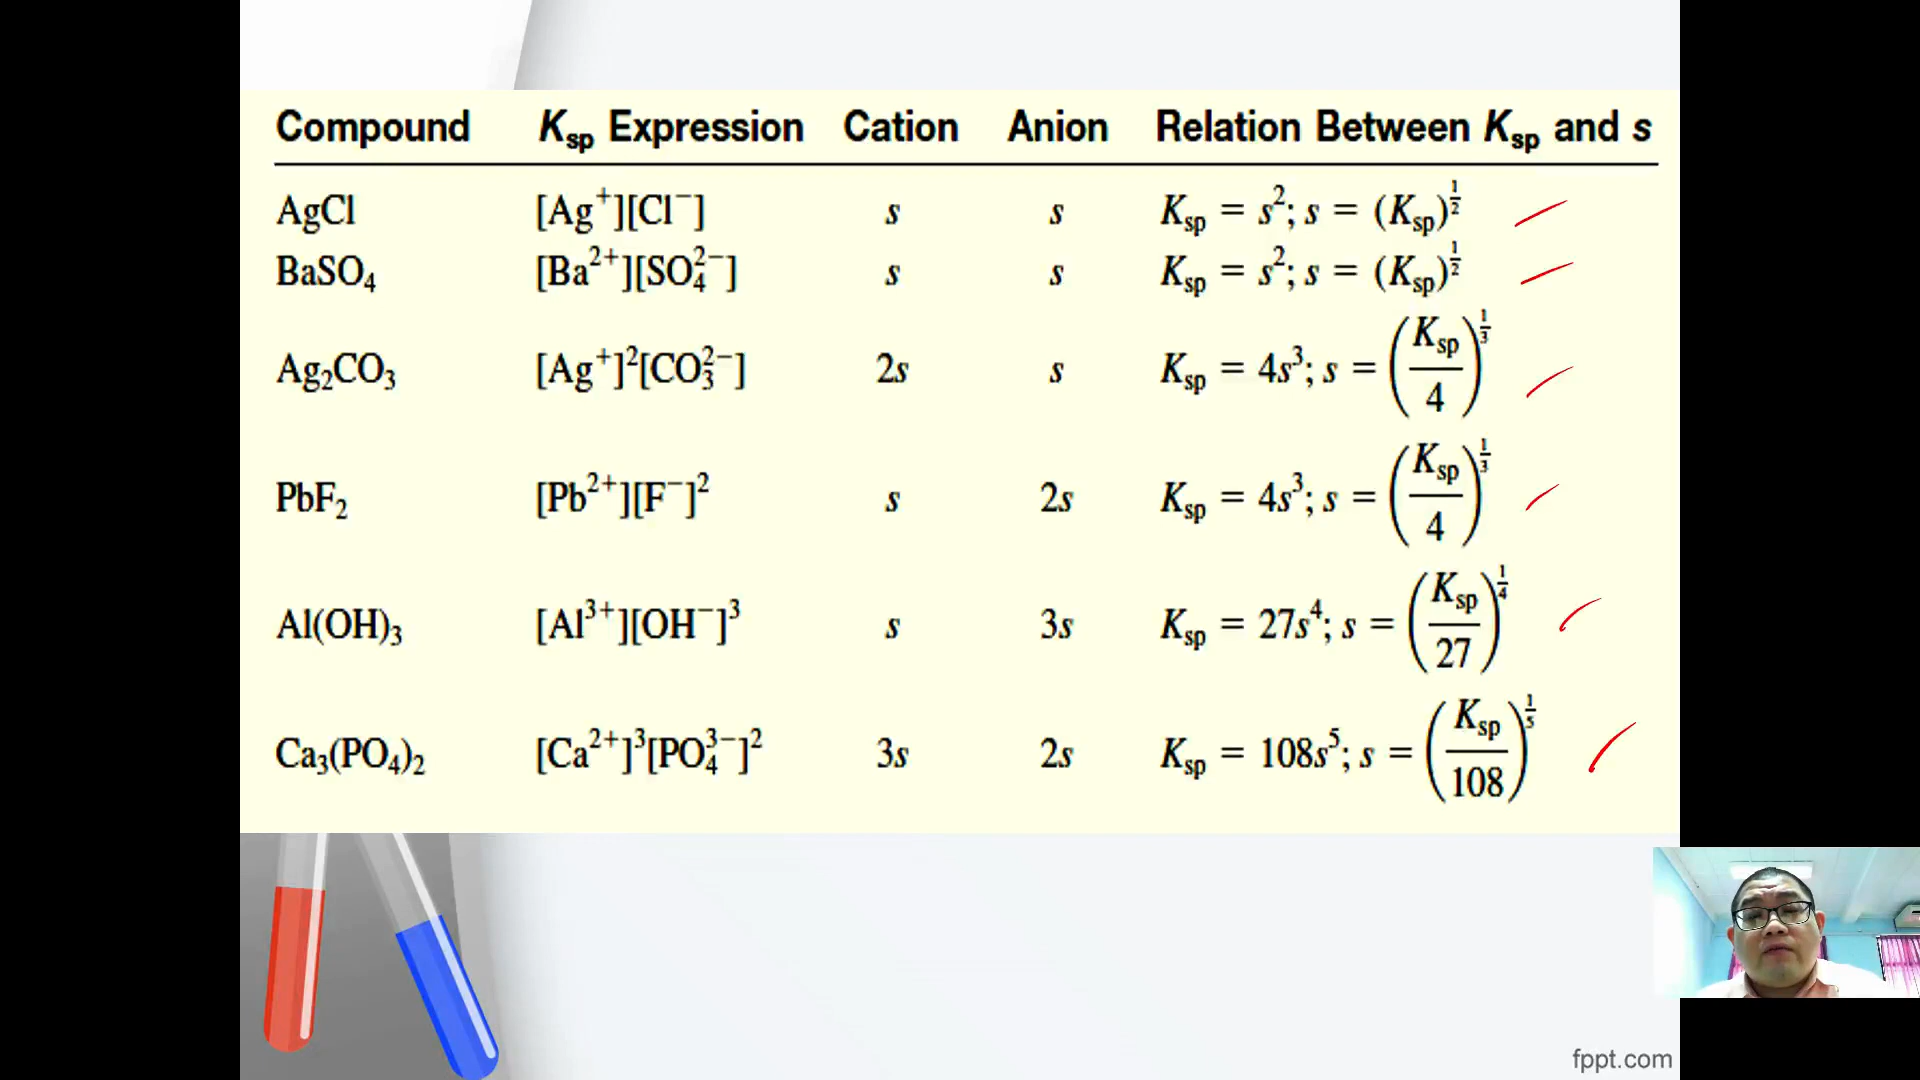 Compound Ksp Expression Cation Anion Relation Between Ksp and s
AgCl [Ag⁺][Cl⁻] s s Ksp = s²; s = (Ksp)^(1/2)
BaSO₄ [Ba²⁺][SO₄²⁻] s s Ksp = s²; s = (Ksp)^(1/2)
Ag₂CO₃ [Ag⁺]²[CO₃²⁻] 2s s Ksp = 4s³; s = (Ksp/4)^(1/3)
PbF₂ [Pb²⁺][F⁻]² s 2s Ksp = 4s³; s = (Ksp/4)^(1/3)
Al(OH)₃ [Al³⁺][OH⁻]³ s 3s Ksp = 27s⁴; s = (Ksp/27)^(1/4)
Ca₃(PO₄)₂ [Ca²⁺]³[PO₄³⁻]² 3s 2s Ksp = 108s⁵; s = (Ksp/108)^(1/5)
fppt.com